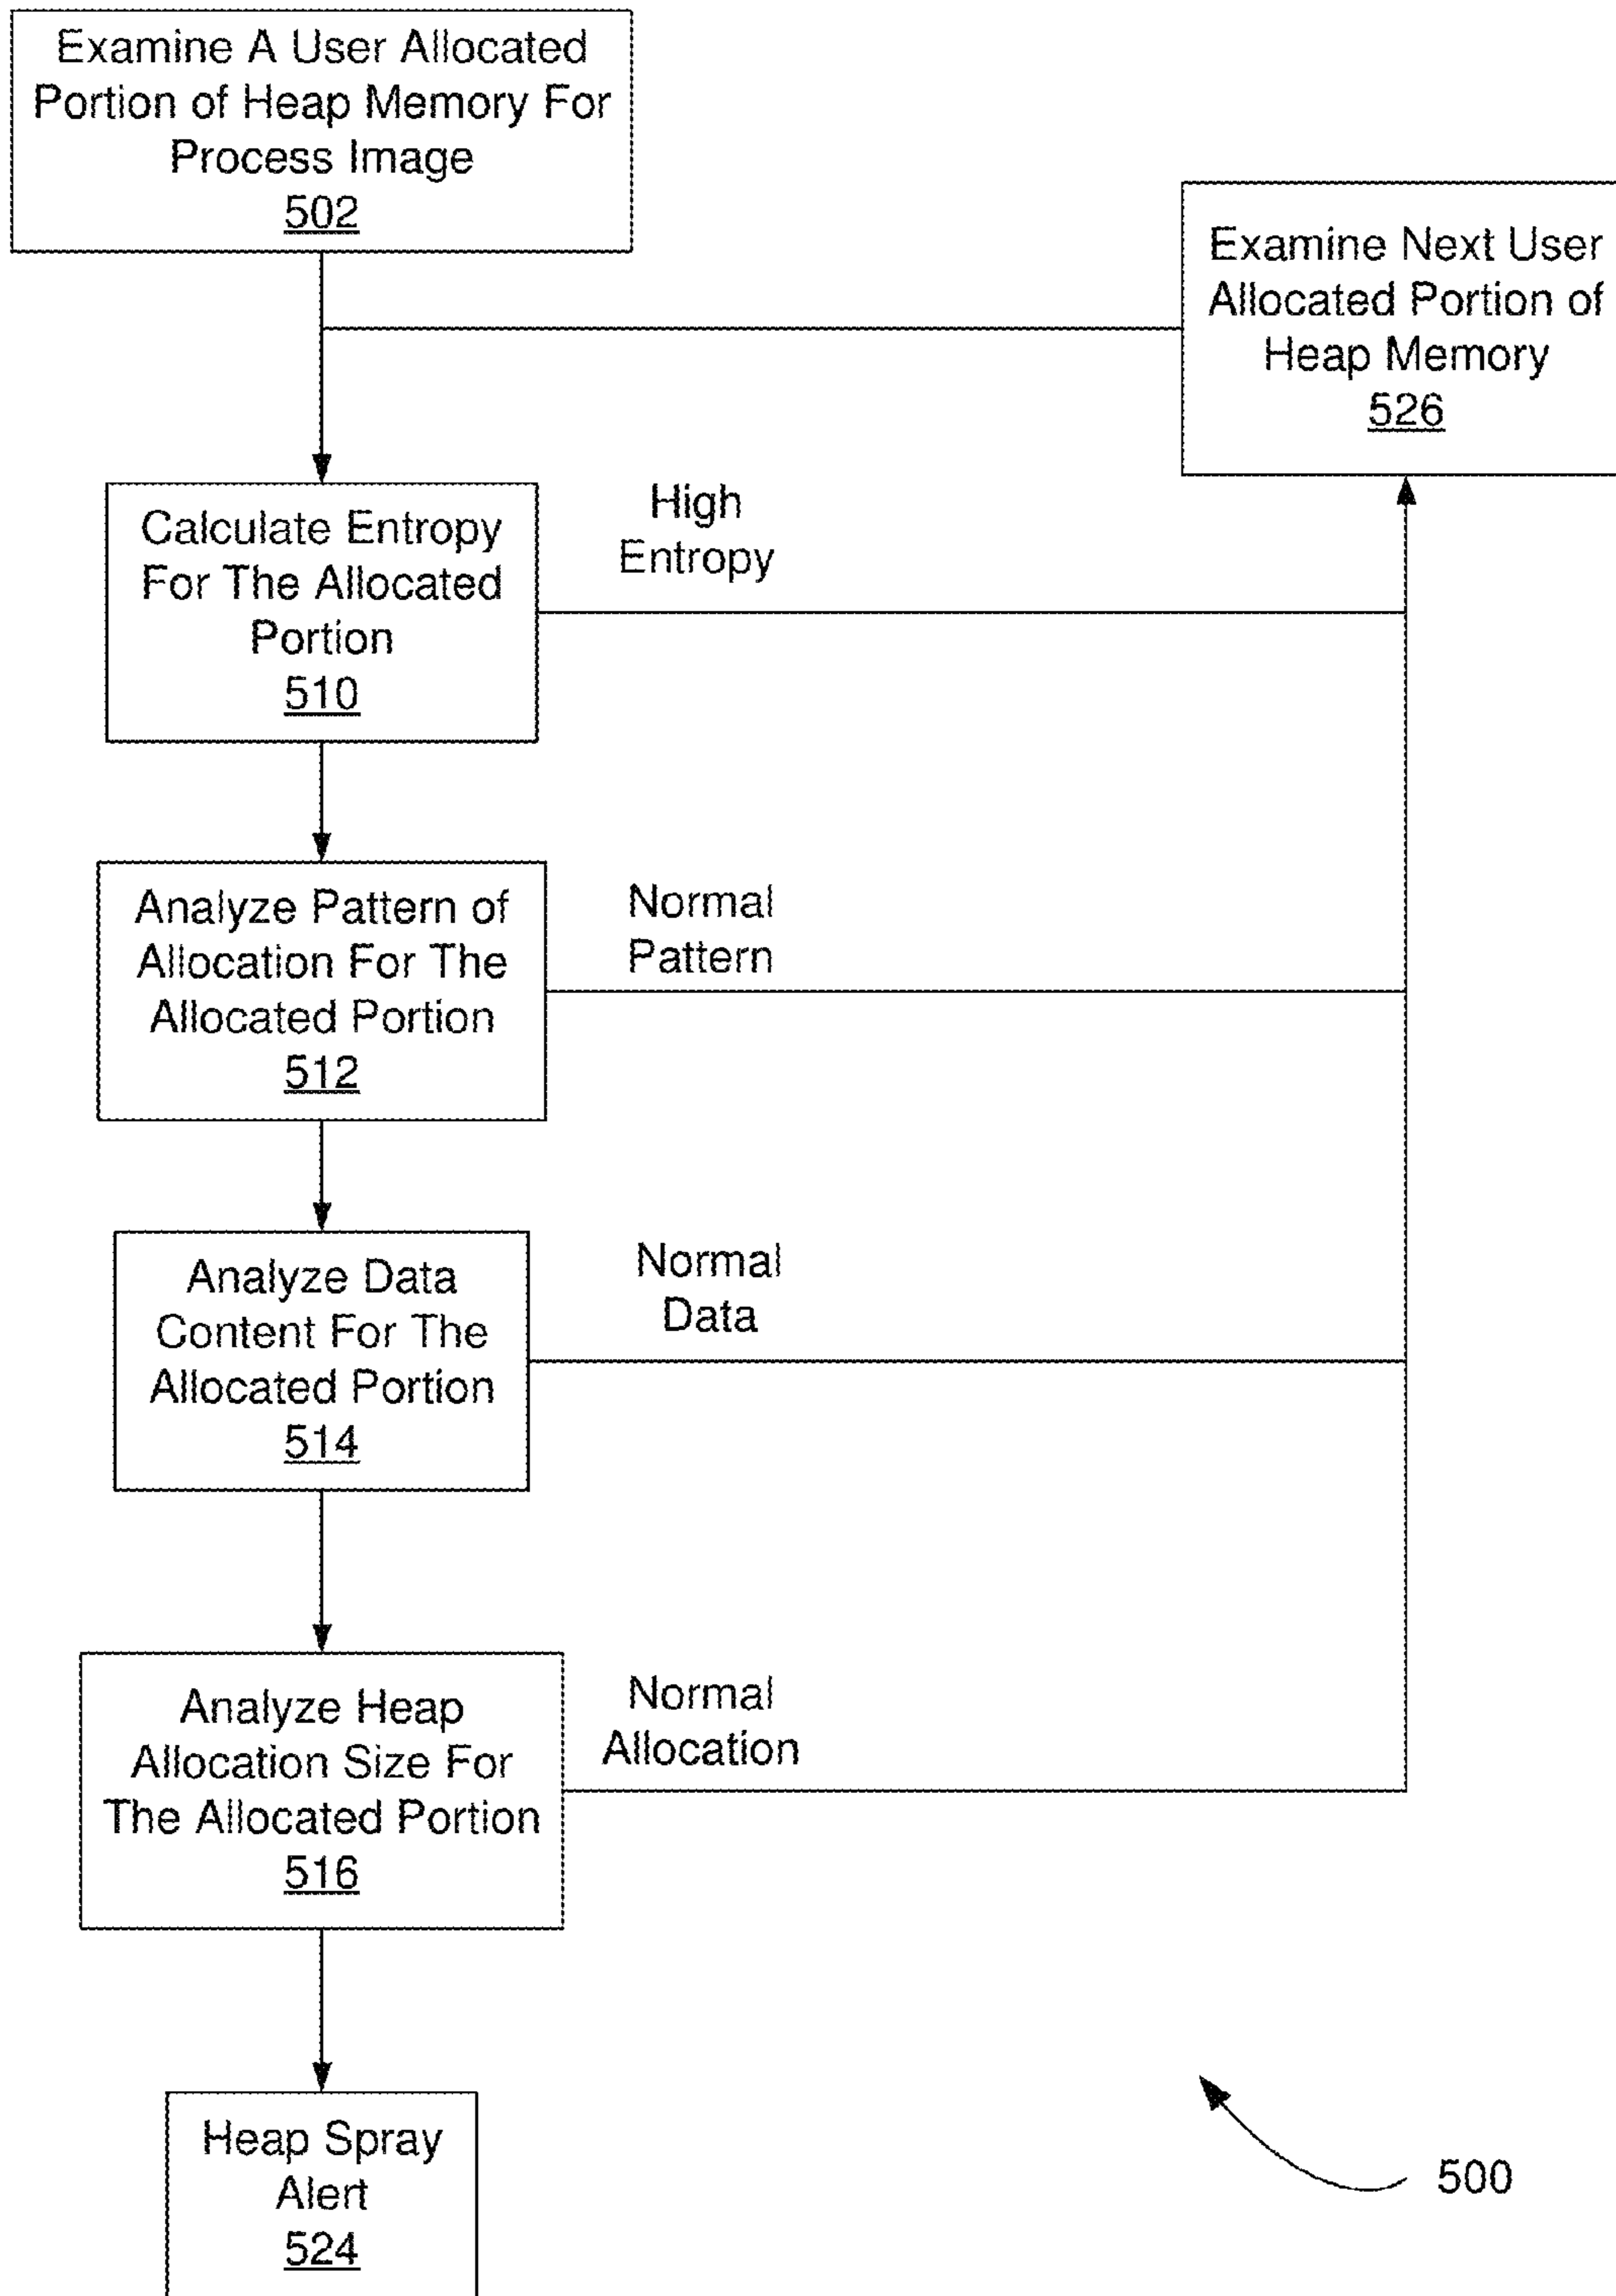 Examine A User Allocated
Portion of Heap Memory For
Process Image
502
Examine Next User
Allocated Portion of
Heap Memory
526
Calculate Entropy
For The Allocated
Portion
510
High
Entropy
Analyze Pattern of
Allocation For The
Allocated Portion
512
Normal
Pattern
Analyze Data
Content For The
Allocated Portion
514
Normal
Data
Analyze Heap
Allocation Size For
The Allocated Portion
516
Normal
Allocation
Heap Spray
Alert
524
500